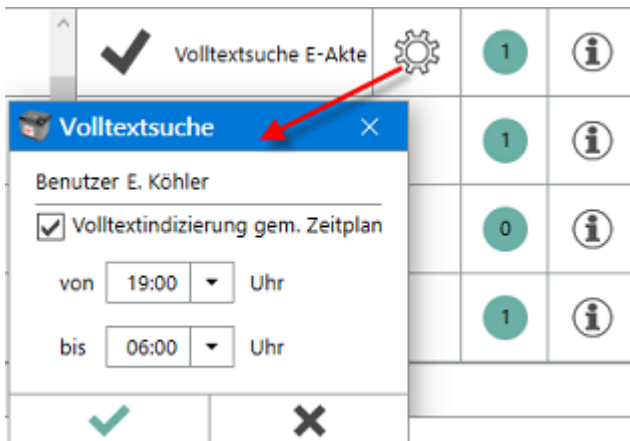 Volltextsuche E-Akte 1
Volltextsuche
1
Benutzer E. Köhler
Volltextindizierung gem. Zeitplan
0
von 19:00 Uhr
1
bis 06:00 Uhr